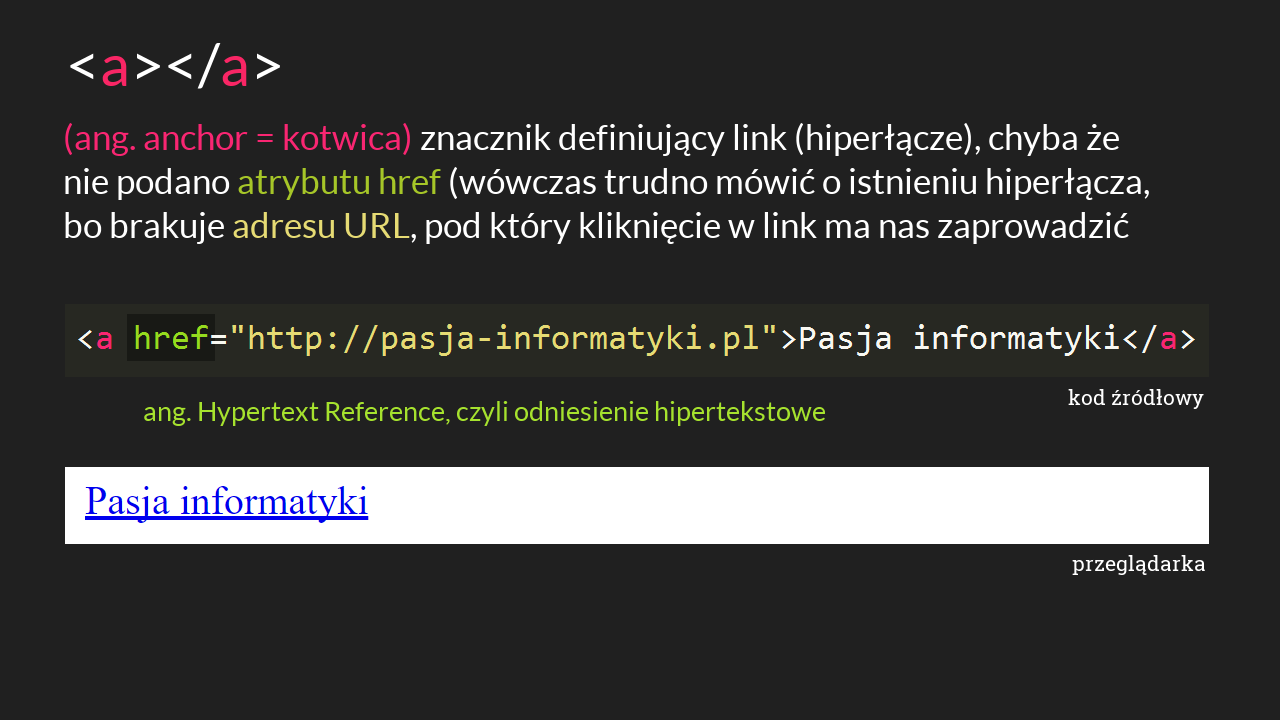 <a></a>
(ang. anchor = kotwica) znacznik definiujący link (hiperłącze), chyba że
nie podano atrybutu href (wówczas trudno mówić o istnieniu hiperłącza,
bo brakuje adresu URL, pod który kliknięcie w link ma nas zaprowadzić
<a href="http://pasja-informatyki.pl">Pasja informatyki</a>
kod źródłowy
ang. Hypertext Reference, czyli odniesienie hipertekstowe
Pasja informatyki
przeglądarka